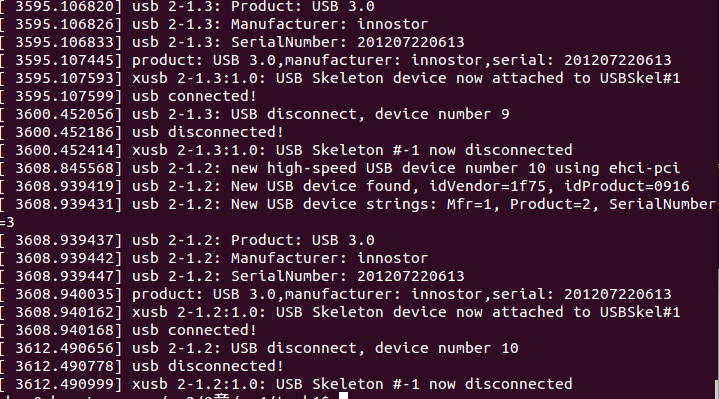 [ 3595.106820] usb 2-1.3: Product: USB 3.0
[ 3595.106826] usb 2-1.3: Manufacturer: innostor
[ 3595.106833] usb 2-1.3: SerialNumber: 201207220613
[ 3595.107445] product: USB 3.0,manufacturer: innostor,serial: 201207220613
[ 3595.107593] xusb 2-1.3:1.0: USB Skeleton device now attached to USBSkel#1
[ 3595.107599] usb connected!
[ 3600.452056] usb 2-1.3: USB disconnect, device number 9
[ 3600.452186] usb disconnected!
[ 3600.452414] xusb 2-1.3:1.0: USB Skeleton #-1 now disconnected
[ 3608.845568] usb 2-1.2: new high-speed USB device number 10 using ehci-pci
[ 3608.939419] usb 2-1.2: New USB device found, idVendor=1f75, idProduct=0916
[ 3608.939431] usb 2-1.2: New USB device strings: Mfr=1, Product=2, SerialNumber
=3
[ 3608.939437] usb 2-1.2: Product: USB 3.0
[ 3608.939442] usb 2-1.2: Manufacturer: innostor
[ 3608.939447] usb 2-1.2: SerialNumber: 201207220613
[ 3608.940035] product: USB 3.0,manufacturer: innostor,serial: 201207220613
[ 3608.940162] xusb 2-1.2:1.0: USB Skeleton device now attached to USBSkel#1
[ 3608.940168] usb connected!
[ 3612.490656] usb 2-1.2: USB disconnect, device number 10
[ 3612.490778] usb disconnected!
[ 3612.490999] xusb 2-1.2:1.0: USB Skeleton #-1 now disconnected